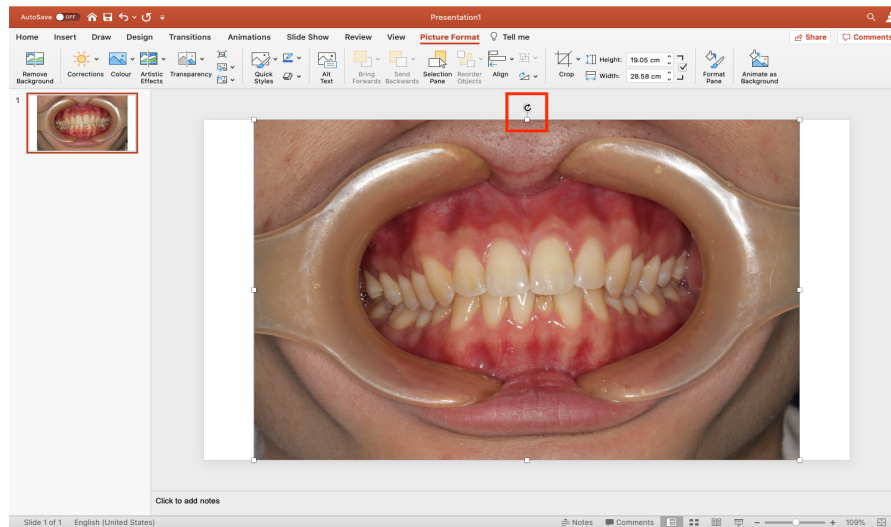 AutoSave OFF
Presentation1
Home Insert Draw Design Transitions Animations Slide Show Review View Picture Format Tell me
Share Comments
Remove Background
Corrections
Colour
Artistic Effects
Transparency
Quick Styles
Alt Text
Bring Forwards
Send Backwards
Selection Pane
Reorder Objects
Align
Crop
Height: 19.05 cm
Width: 28.58 cm
Format Pane
Animate as Background
1
Click to add notes
Slide 1 of 1 English (United States)
Notes Comments 109%